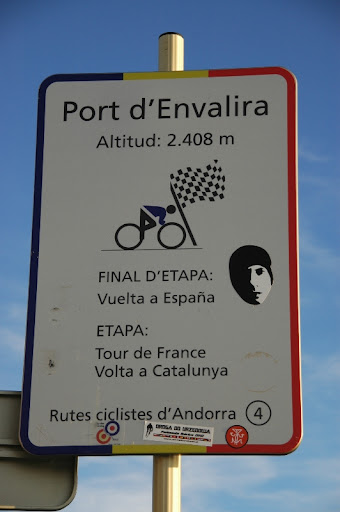 Port d'Envalira
Altitud: 2.408 m
FINAL D'ETAPA:
Vuelta a España
ETAPA:
Tour de France
Volta a Catalunya
Rutes ciclistes d'Andorra 4